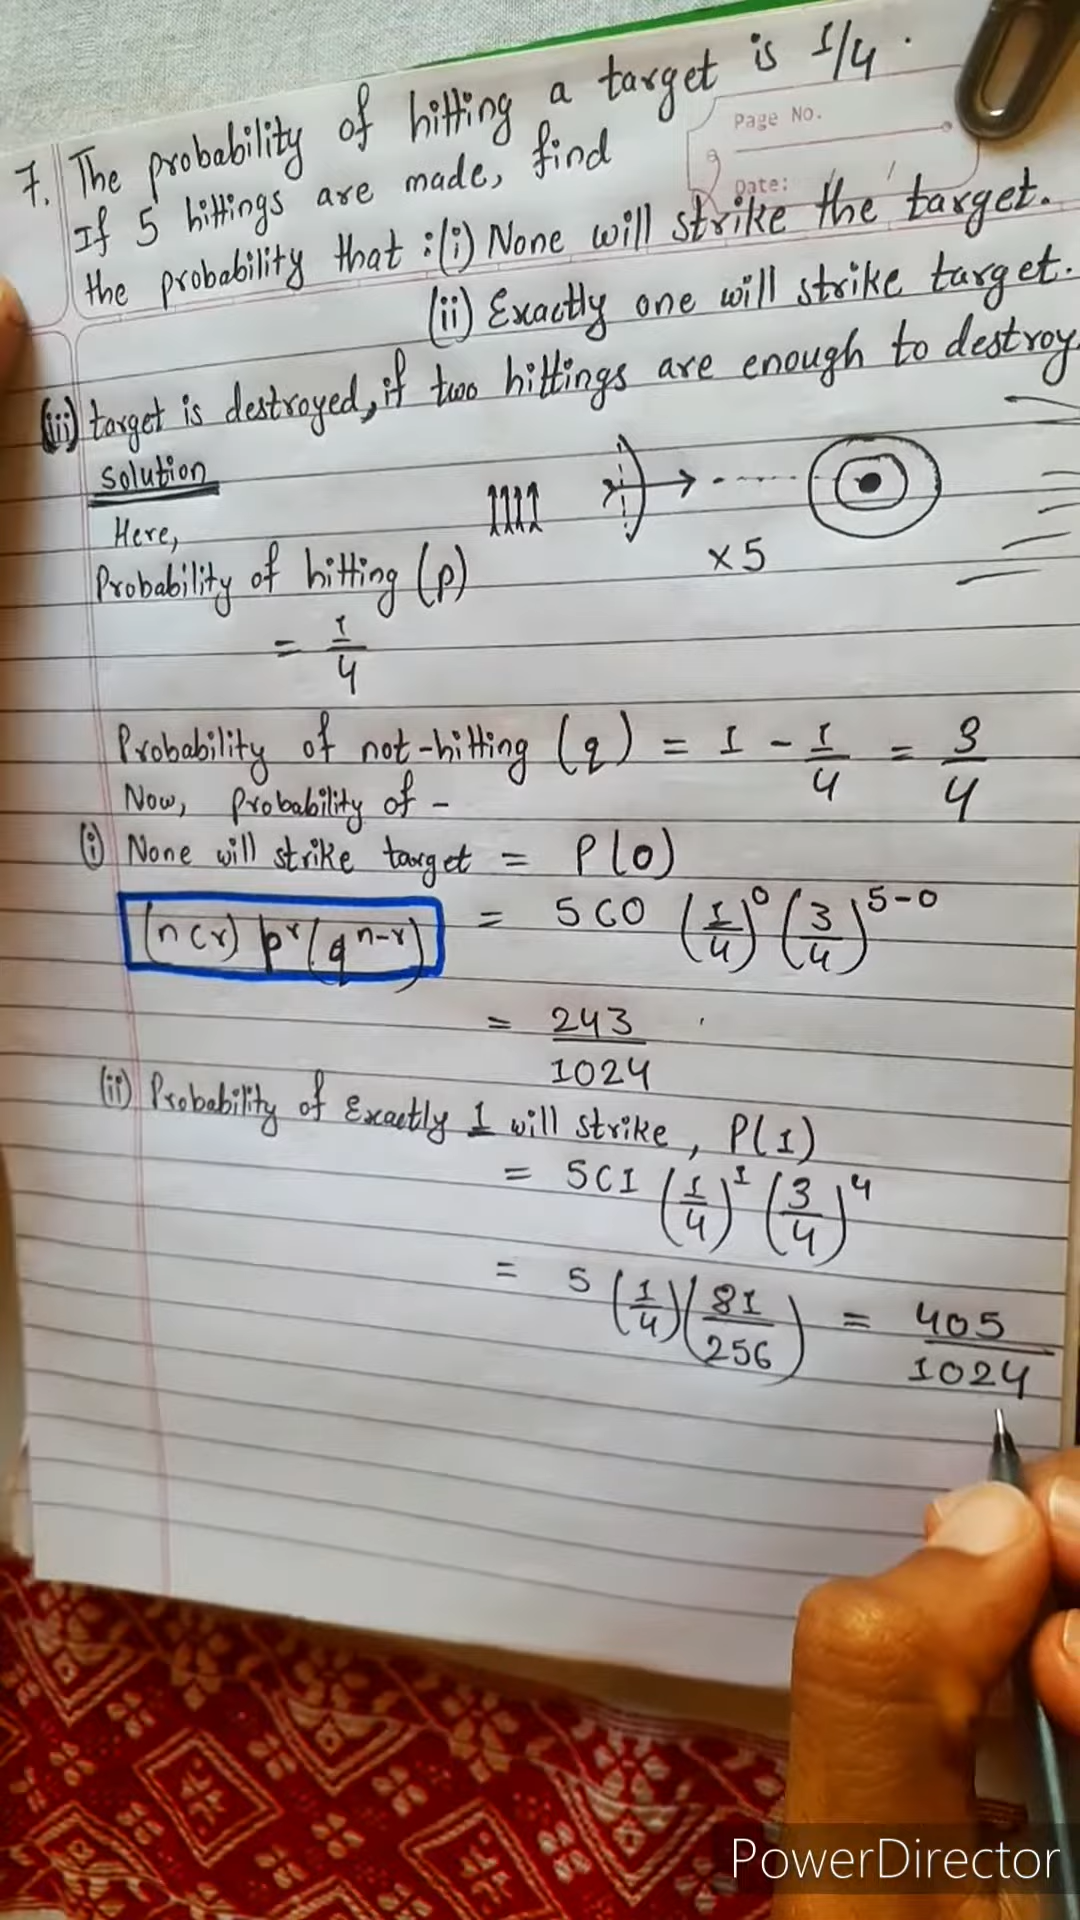 7. The probability of hitting a target is 1/4.
If 5 hittings are made, find
Page No.
Date:
the probability that : (i) None will strike the target.
(ii) Exactly one will strike target.
(iii) target is destroyed, if two hittings are enough to destroy.
Solution
Here,
× 5
Probability of hitting (p)
= 1/4
Probability of not-hitting (q) = 1 - 1/4 = 3/4
Now, probability of -
(i) None will strike target = P(0)
(nCr) p^r (q^n-r) = 5C0 (1/4)^0 (3/4)^5-0
= 243/1024
(ii) Probability of Exactly 1 will strike, P(1)
= 5C1 (1/4)^1 (3/4)^4
= 5 (1/4) (81/256) = 405/1024
PowerDirector